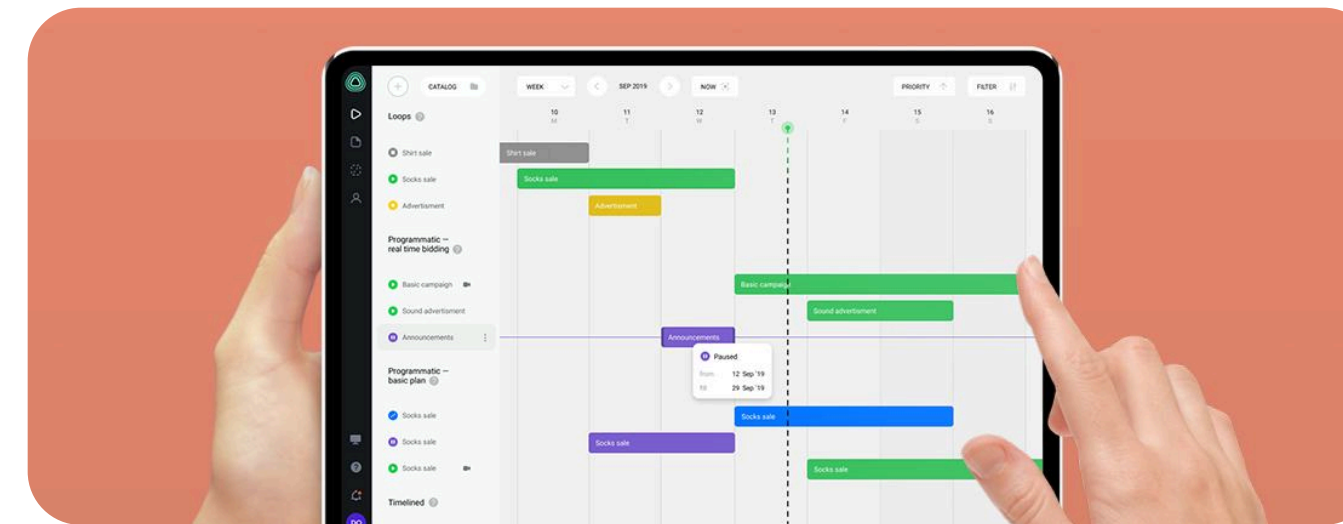 CATALOG
WEEK
SEP 2019
NOW
PRIORITY
FILTER
Loops
10 11 12 13 14 15 16
M T W T F S S
Shirt sale
Shirt sale
Socks sale
Socks sale
Advertisment
Advertisment
Programmatic —
real time bidding
Basic campaign
Basic campaign
Sound advertisment
Sound advertisment
Announcements
Announcements
Paused
from 12 Sep '19
till 29 Sep '19
Programmatic —
basic plan
Socks sale
Socks sale
Socks sale
Socks sale
Socks sale
Socks sale
Timelined
DO